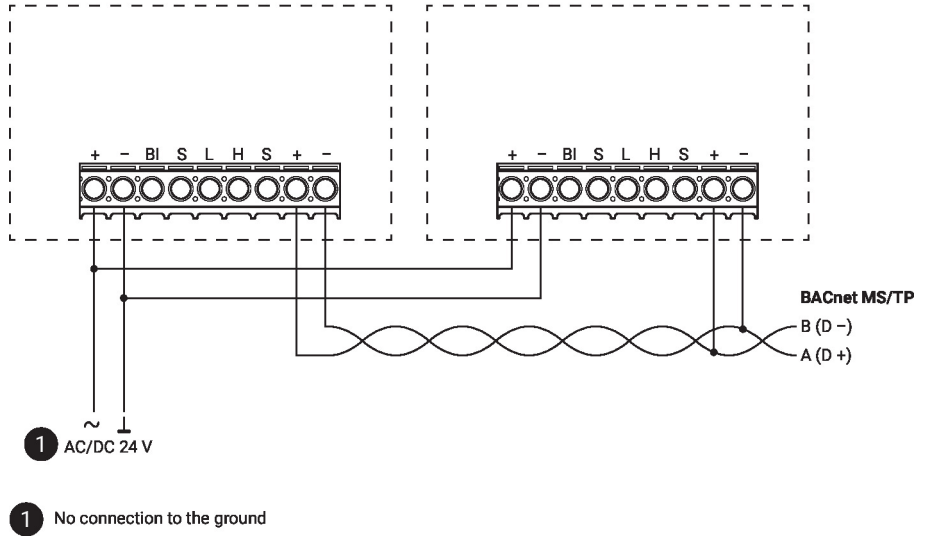 + − BI S L H S + − + − BI S L H S + −
BACnet MS/TP
B (D −)
A (D +)
~ ⊥
1 AC/DC 24 V
1 No connection to the ground